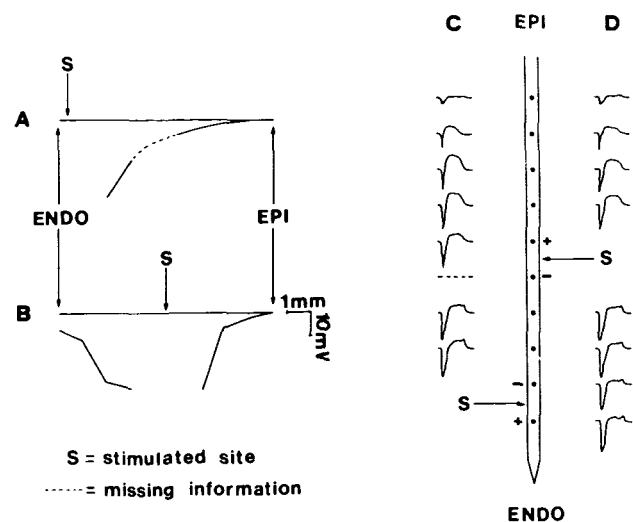 C EPI D
S
A
ENDO EPI
S
+
S
-
B
1mm
10mV
-
S
+
S = stimulated site
-----= missing information
ENDO